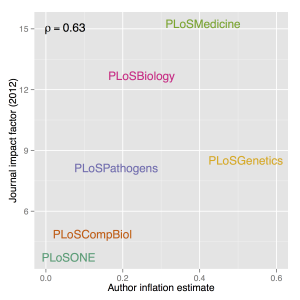 ρ = 0.63
PLoSMedicine
PLoSBiology
PLoSGenetics
PLoSPathogens
PLoSCompBiol
PLoSONE
Journal impact factor (2012)
15
12
9
6
0.0
0.2
0.4
0.6
Author inflation estimate